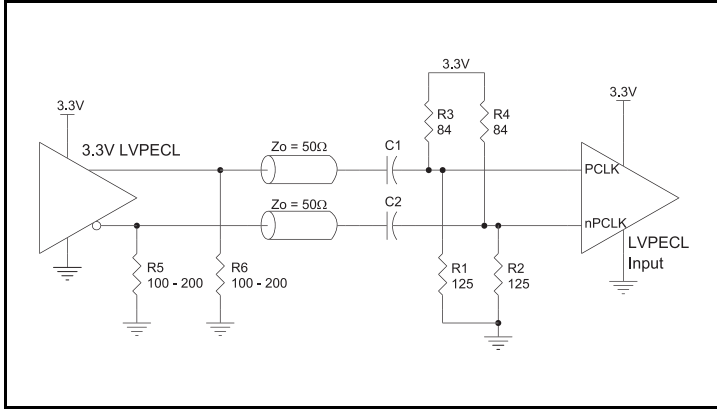 3.3V
3.3V
3.3V
R3
84
R4
84
3.3V LVPECL
Zo = 50Ω
C1
PCLK
Zo = 50Ω
C2
nPCLK
LVPECL
Input
R5
100 - 200
R6
100 - 200
R1
125
R2
125